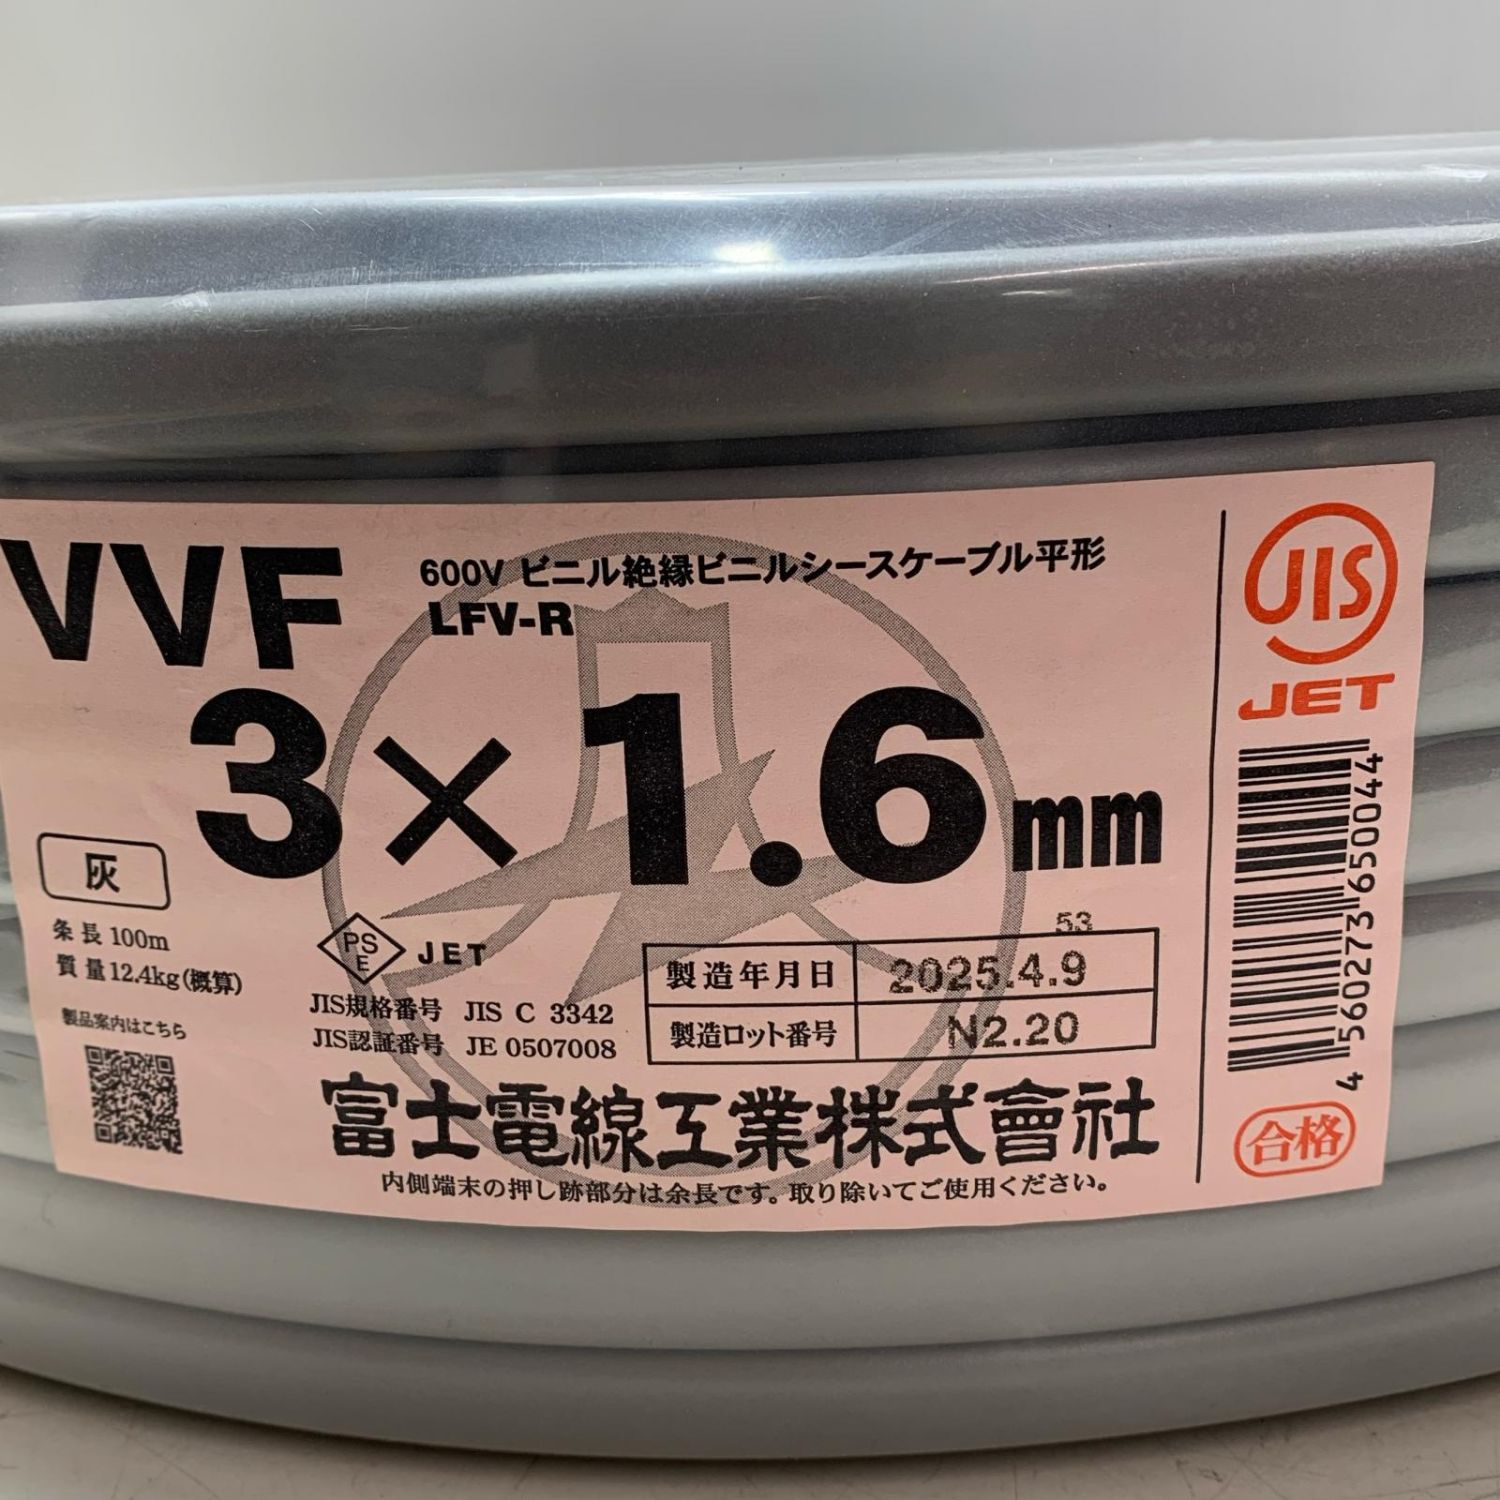 VVF
600V ビニル絶縁ビニルシースケーブル平形
LFV-R
3×1.6mm
灰
条長 100m
質量 12.4kg(概算)
製品案内はこちら
PS
E
JET
JIS規格番号 JIS C 3342
JIS認証番号 JE 0507008
53
製造年月日 2025.4.9
製造ロット番号 N2.20
富士電線工業株式會社
内側端末の押し跡部分は余長です。取り除いてご使用ください。
JIS
JET
4560273650044
合格